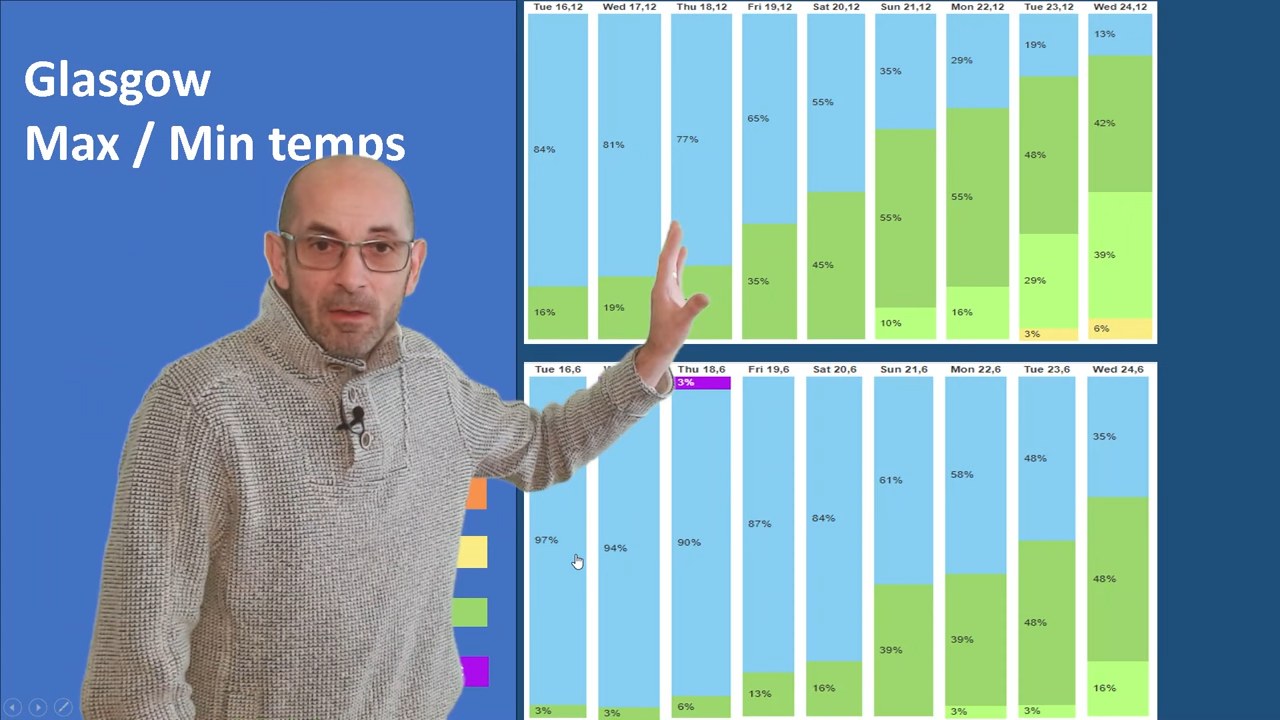 Glasgow
Max / Min temps
Tue 16,12 Wed 17,12 Thu 18,12 Fri 19,12 Sat 20,12 Sun 21,12 Mon 22,12 Tue 23,12 Wed 24,12
84% 81% 77% 65% 55% 35% 29% 19% 13%
16% 19% 35% 45% 55% 55% 48% 42%
10% 16% 29% 39%
3% 6%
Tue 16,6 Thu 18,6 Fri 19,6 Sat 20,6 Sun 21,6 Mon 22,6 Tue 23,6 Wed 24,6
3%
97% 94% 90% 87% 84% 61% 58% 48% 35%
3% 3% 6% 13% 16% 39% 39% 48% 48%
3% 3% 16%